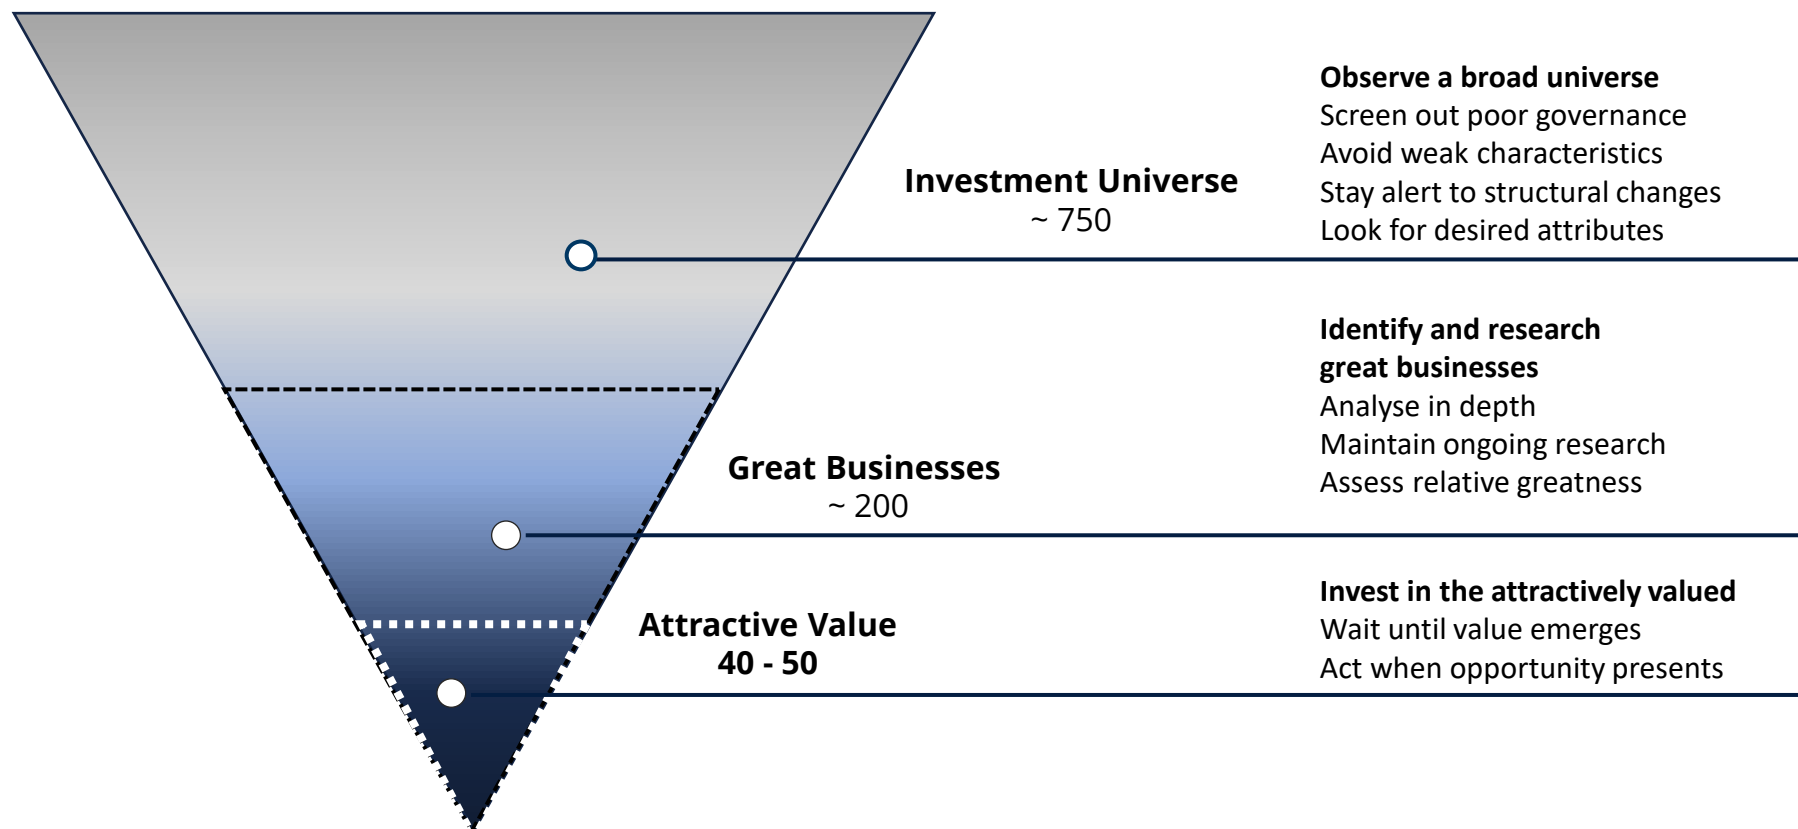 Observe a broad universe
Screen out poor governance
Avoid weak characteristics
Stay alert to structural changes
Look for desired attributes
Investment Universe
~ 750
Identify and research
great businesses
Analyse in depth
Maintain ongoing research
Assess relative greatness
Great Businesses
~ 200
Invest in the attractively valued
Wait until value emerges
Act when opportunity presents
Attractive Value
40 - 50